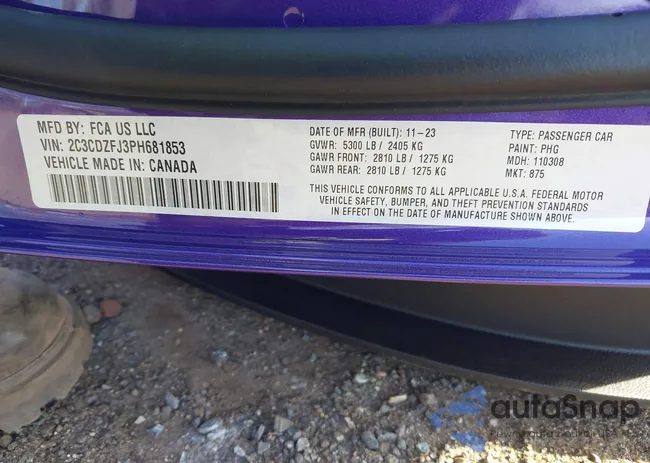 MFD BY: FCA US LLC
VIN: 2C3CDZFJ3PH681853
VEHICLE MADE IN: CANADA
DATE OF MFR (BUILT): 11-23
GVWR: 5300 LB / 2405 KG
GAWR FRONT: 2810 LB / 1275 KG
GAWR REAR: 2810 LB / 1275 KG
TYPE: PASSENGER CAR
PAINT: PHG
MDH: 110308
MKT: 875
THIS VEHICLE CONFORMS TO ALL APPLICABLE U.S.A. FEDERAL MOTOR
VEHICLE SAFETY, BUMPER, AND THEFT PREVENTION STANDARDS
IN EFFECT ON THE DATE OF MANUFACTURE SHOWN ABOVE.
autoSnap